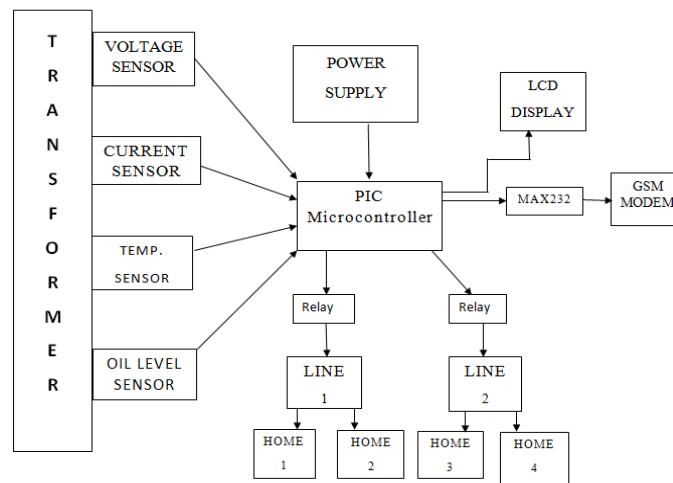 TRANSFORMER
VOLTAGE
SENSOR
CURRENT
SENSOR
TEMP.
SENSOR
OIL LEVEL
SENSOR
POWER
SUPPLY
PIC
Microcontroller
LCD
DISPLAY
MAX232
GSM
MODEM
Relay
Relay
LINE
1
LINE
2
HOME
1
HOME
2
HOME
3
HOME
4